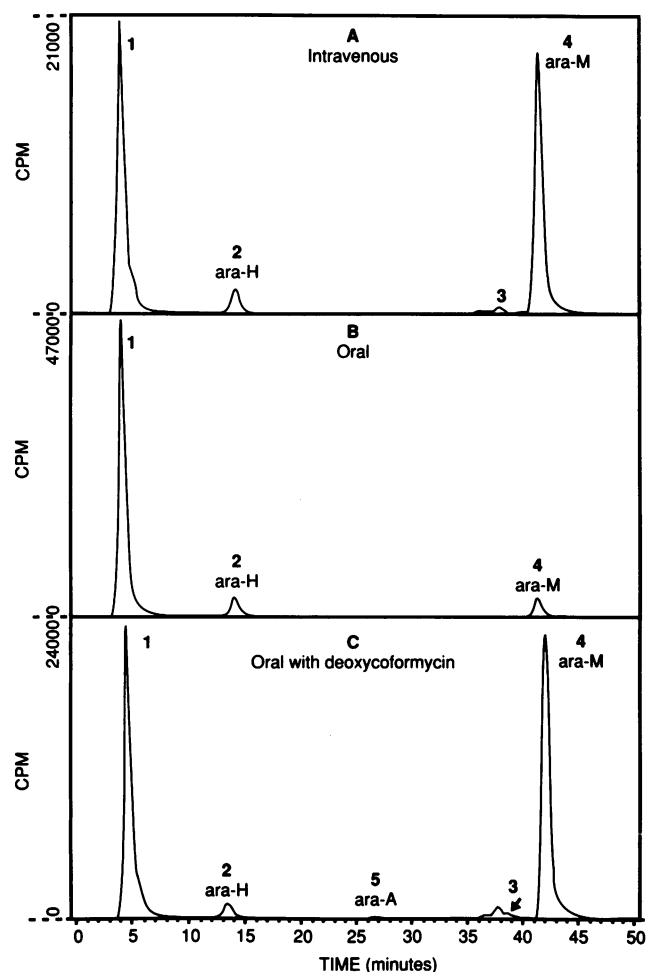 21000
CPM
A
Intravenous
1
2
ara-H
3
4
ara-M
0
47000
CPM
B
Oral
1
2
ara-H
4
ara-M
0
24000
CPM
C
Oral with deoxycoformycin
1
2
ara-H
5
ara-A
3
4
ara-M
0
0 5 10 15 20 25 30 35 40 45 50
TIME (minutes)